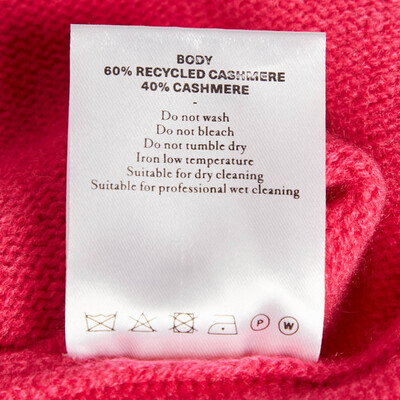 BODY
60% RECYCLED CASHMERE
40% CASHMERE
-
Do not wash
Do not bleach
Do not tumble dry
Iron low temperature
Suitable for dry cleaning
Suitable for professional wet cleaning
P W